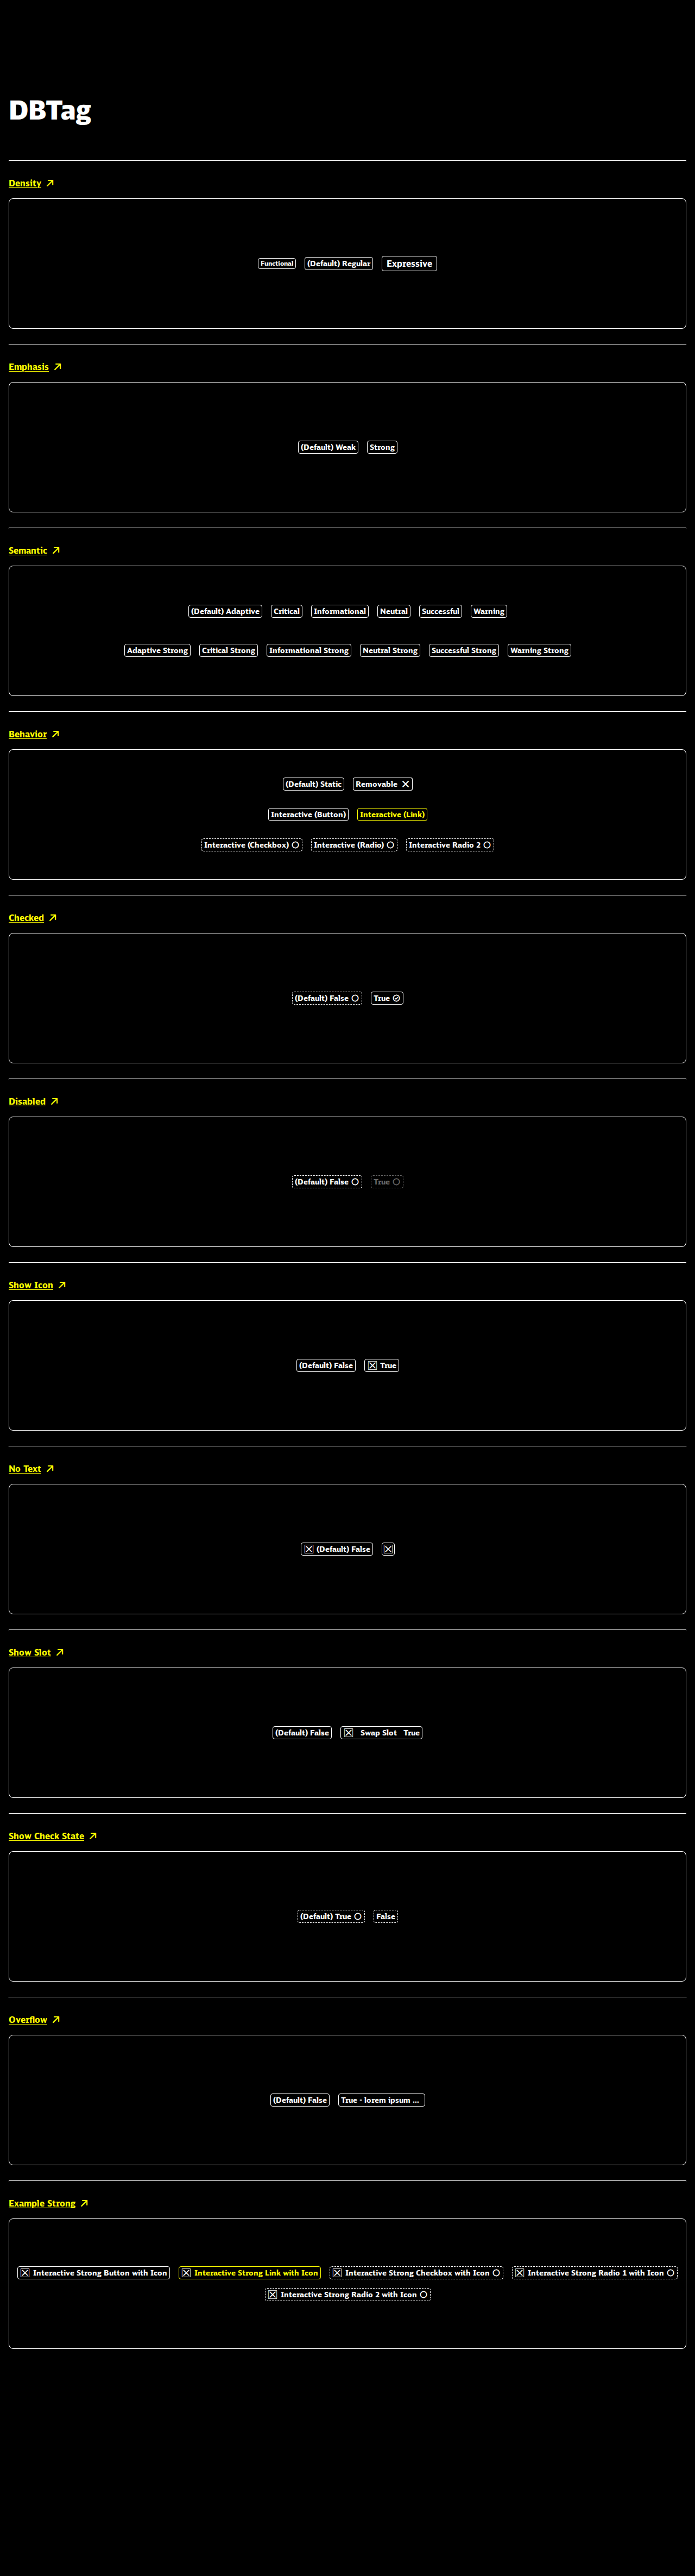 DBTag
Density
Functional (Default) Regular Expressive
Emphasis
(Default) Weak Strong
Semantic
(Default) Adaptive Critical Informational Neutral Successful Warning
Adaptive Strong Critical Strong Informational Strong Neutral Strong Successful Strong Warning Strong
Behavior
(Default) Static Removable
Interactive (Button) Interactive (Link)
Interactive (Checkbox) Interactive (Radio) Interactive Radio 2
Checked
(Default) False True
Disabled
(Default) False True
Show Icon
(Default) False True
No Text
(Default) False
Show Slot
(Default) False Swap Slot True
Show Check State
(Default) True False
Overflow
(Default) False True - lorem ipsum ...
Example Strong
Interactive Strong Button with Icon Interactive Strong Link with Icon Interactive Strong Checkbox with Icon Interactive Strong Radio 1 with Icon
Interactive Strong Radio 2 with Icon